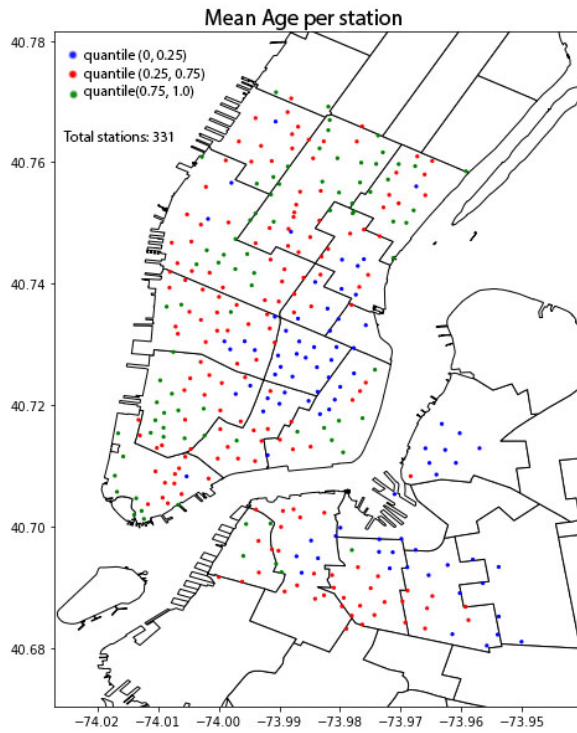 Mean Age per station
40.78
quantile (0, 0.25)
quantile (0.25, 0.75)
quantile(0.75, 1.0)
Total stations: 331
40.76
40.74
40.72
40.70
40.68
−74.02 −74.01 −74.00 −73.99 −73.98 −73.97 −73.96 −73.95